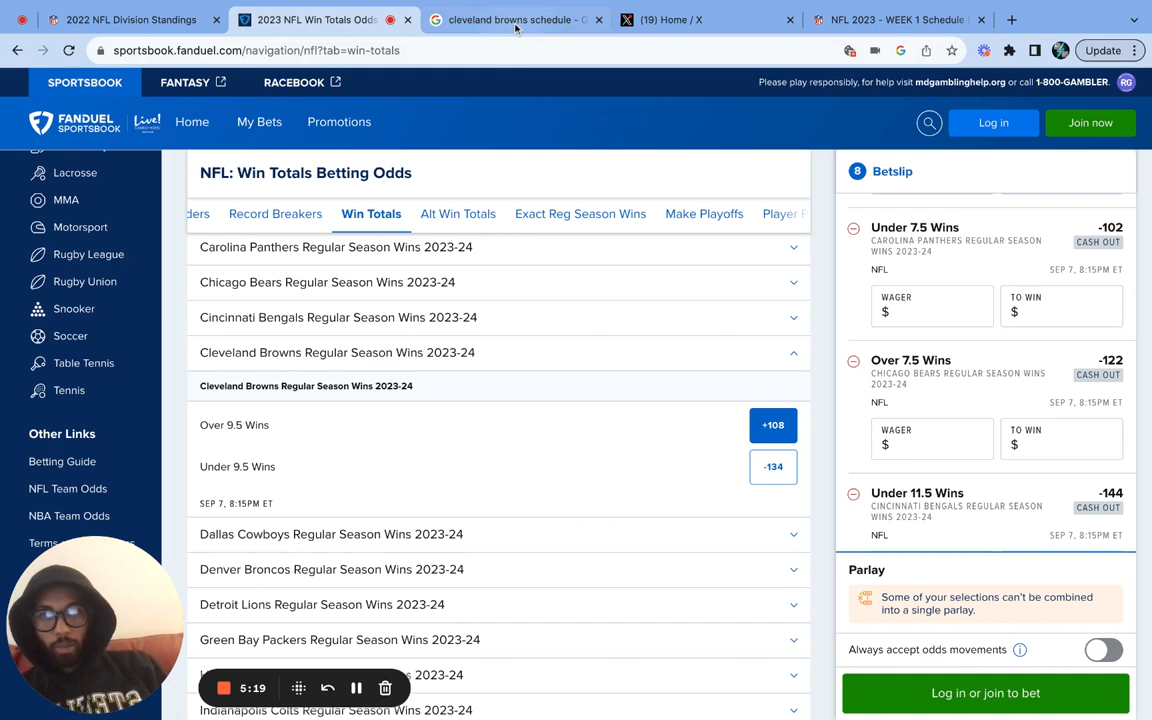 2022 NFL Division Standings
2023 NFL Win Totals Odds
cleveland browns schedule - G
(19) Home / X
NFL 2023 - WEEK 1 Schedule
sportsbook.fanduel.com/navigation/nfl?tab=win-totals
Update
SPORTSBOOK
FANTASY
RACEBOOK
Please play responsibly, for help visit mdgamblinghelp.org or call 1-800-GAMBLER.
RG
FANDUEL
SPORTSBOOK
Live!
Home
My Bets
Promotions
Log in
Join now
Lacrosse
MMA
Motorsport
Rugby League
Rugby Union
Snooker
Soccer
Table Tennis
Tennis
Other Links
Betting Guide
NFL Team Odds
NBA Team Odds
NFL: Win Totals Betting Odds
ders
Record Breakers
Win Totals
Alt Win Totals
Exact Reg Season Wins
Make Playoffs
Player P
Carolina Panthers Regular Season Wins 2023-24
Chicago Bears Regular Season Wins 2023-24
Cincinnati Bengals Regular Season Wins 2023-24
Cleveland Browns Regular Season Wins 2023-24
Cleveland Browns Regular Season Wins 2023-24
Over 9.5 Wins
+108
Under 9.5 Wins
-134
SEP 7, 8:15PM ET
Dallas Cowboys Regular Season Wins 2023-24
Denver Broncos Regular Season Wins 2023-24
Detroit Lions Regular Season Wins 2023-24
Green Bay Packers Regular Season Wins 2023-24
Indianapolis Colts Regular Season Wins 2023-24
5:19
8 Betslip
Under 7.5 Wins
-102
CAROLINA PANTHERS REGULAR SEASON
WINS 2023-24
CASH OUT
NFL
SEP 7, 8:15PM ET
WAGER
$
TO WIN
$
Over 7.5 Wins
-122
CHICAGO BEARS REGULAR SEASON WINS
2023-24
CASH OUT
NFL
SEP 7, 8:15PM ET
WAGER
$
TO WIN
$
Under 11.5 Wins
-144
CINCINNATI BENGALS REGULAR SEASON
WINS 2023-24
CASH OUT
NFL
SEP 7, 8:15PM ET
Parlay
Some of your selections can't be combined
into a single parlay.
Always accept odds movements
Log in or join to bet